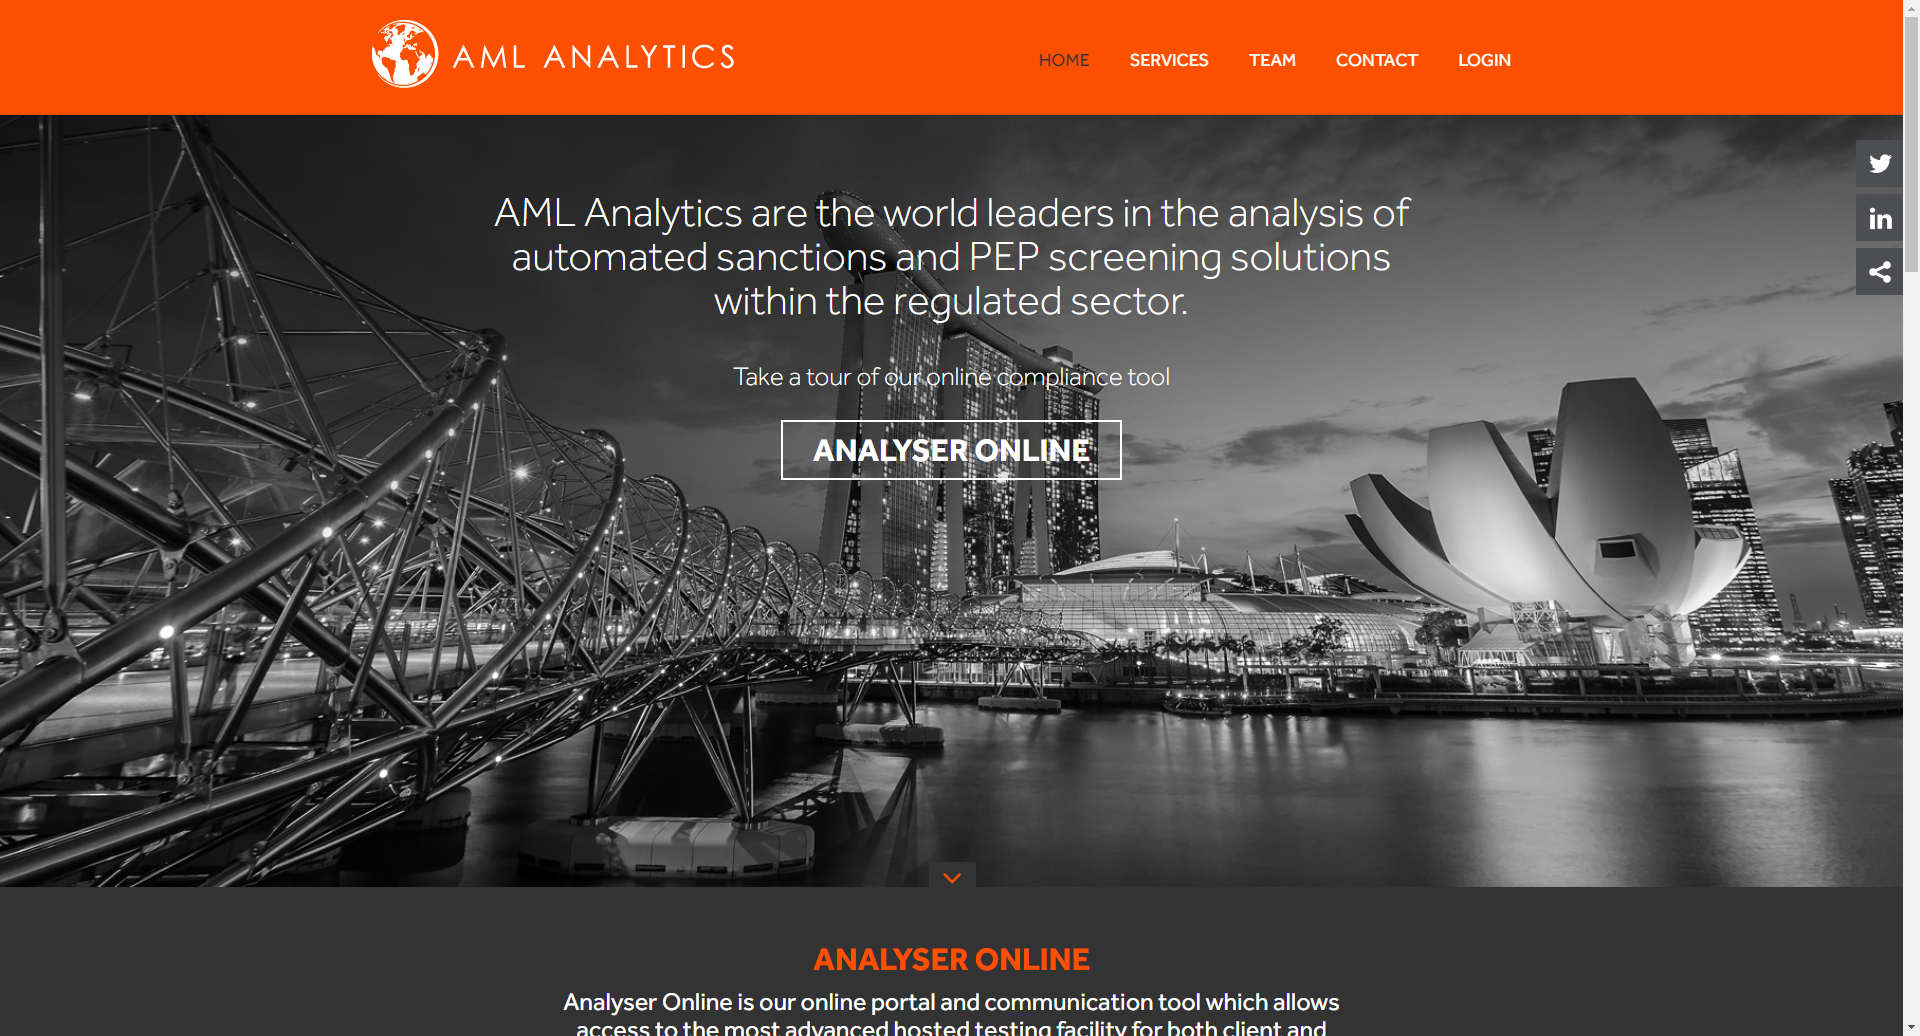 AML ANALYTICS
HOME SERVICES TEAM CONTACT LOGIN
AML Analytics are the world leaders in the analysis of
automated sanctions and PEP screening solutions
within the regulated sector.
Take a tour of our online compliance tool
ANALYSER ONLINE
ANALYSER ONLINE
Analyser Online is our online portal and communication tool which allows
access to the most advanced hosted testing facility for both client and